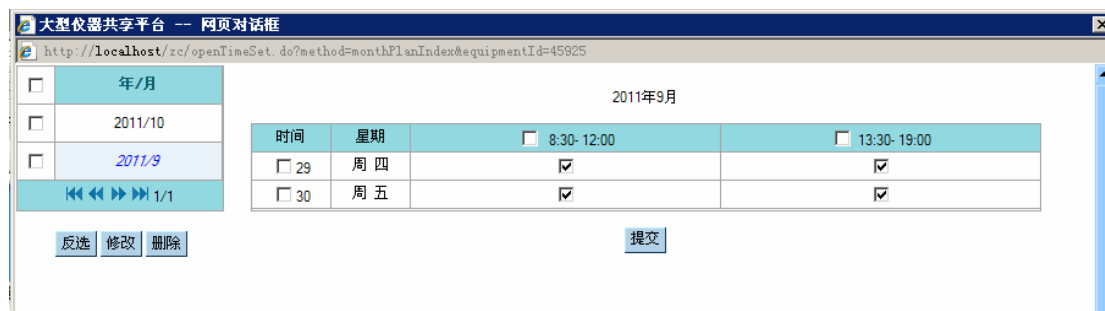 大型仪器共享平台 -- 网页对话框
http://localhost/zc/openTimeSet.do?method=monthPlanIndex&equipmentId=45925
年/月
2011/10
2011/9
1/1
反选 修改 删除
2011年9月
时间 星期 8:30-12:00 13:30-19:00
29 周 四
30 周 五
提交